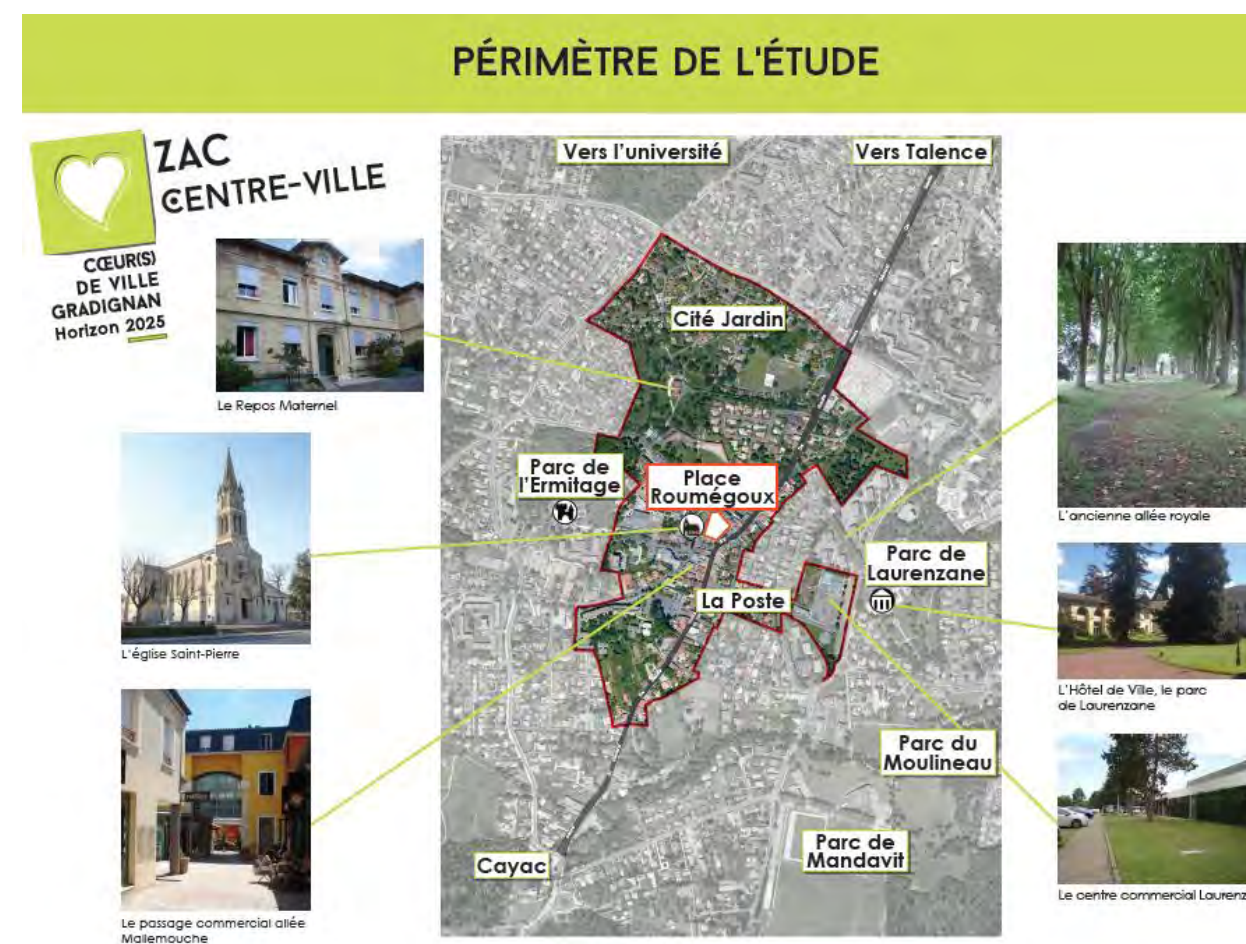 PÉRIMÈTRE DE L'ÉTUDE
ZAC
CENTRE-VILLE
CŒUR(S)
DE VILLE
GRADIGNAN
Horizon 2025
Le Repos Maternel
L'église Saint-Pierre
Le passage commercial allée
Mallemouche
Vers l'université
Vers Talence
Cité Jardin
Parc de
l'Ermitage
Place
Roumégoux
Parc de
Laurenzane
La Poste
Parc du
Moulineau
Parc de
Mandavit
Cayac
L'ancienne allée royale
L'Hôtel de Ville, le parc
de Laurenzane
Le centre commercial Laurenz